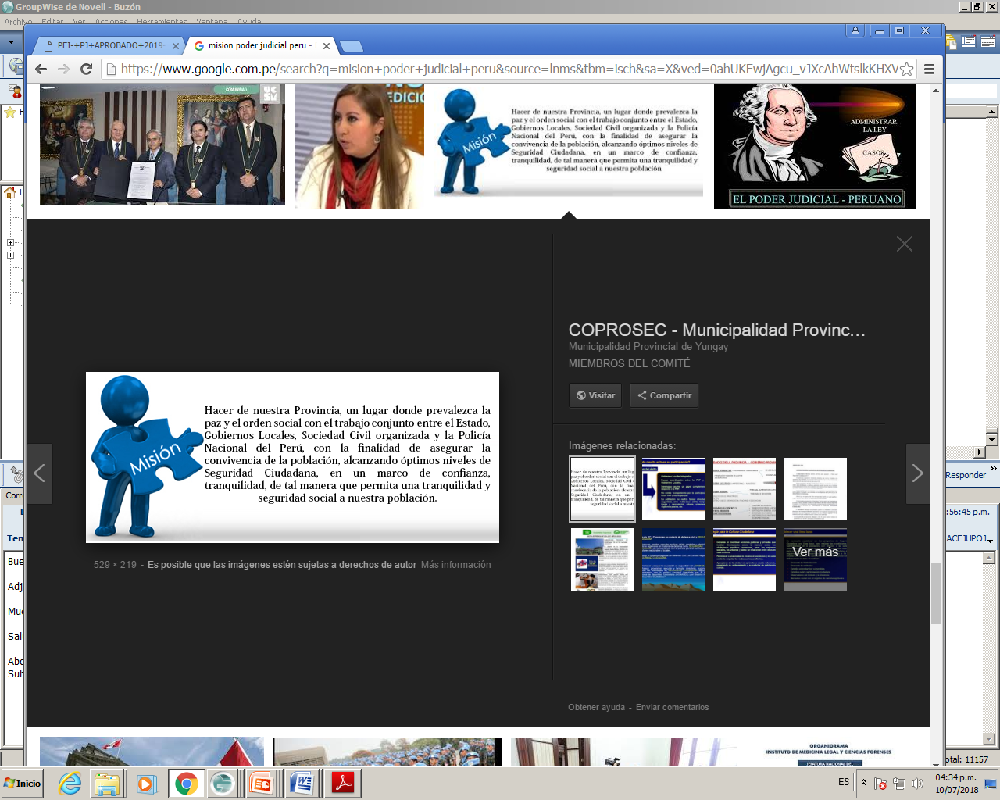 GroupWise de Novell - Buzón
Archivo Editar Ver Acciones Herramientas Ventana Ayuda
PEI-+PJ+APROBADO+2019
mision poder judicial peru -
https://www.google.com.pe/search?q=mision+poder+judicial+peru&source=lnms&tbm=isch&sa=X&ved=0ahUKEwjAgcu_vJXcAhWtslkKHXV
COMUNIDAD
UCSM
EDICIO
Misión
Hacer de nuestra Provincia, un lugar donde prevalezca la
paz y el orden social con el trabajo conjunto entre el Estado,
Gobiernos Locales, Sociedad Civil organizada y la Policía
Nacional del Perú, con la finalidad de asegurar la
convivencia de la población, alcanzando óptimos niveles de
Seguridad Ciudadana, en un marco de confianza,
tranquilidad, de tal manera que permita una tranquilidad y
seguridad social a nuestra población.
ADMINISTRAR
LA LEY
CASOS
EL PODER JUDICIAL - PERUANO
COPROSEC - Municipalidad Provinc...
Municipalidad Provincial de Yungay
MIEMBROS DEL COMITÉ
Visitar Compartir
Misión
Hacer de nuestra Provincia, un lugar donde prevalezca la
paz y el orden social con el trabajo conjunto entre el Estado,
Gobiernos Locales, Sociedad Civil organizada y la Policía
Nacional del Perú, con la finalidad de asegurar la
convivencia de la población, alcanzando óptimos niveles de
Seguridad Ciudadana, en un marco de confianza,
tranquilidad, de tal manera que permita una tranquilidad y
seguridad social a nuestra población.
529 × 219 - Es posible que las imágenes estén sujetas a derechos de autor Más información
Imágenes relacionadas:
Ver más
Obtener ayuda - Enviar comentarios
Responder
:56:45 p.m.
ACEJUPOJ
Corre
Tem
Bue
Adj
Muc
Salu
Abo
Sub
ORGANIGRAMA
INSTITUTO DE MEDICINA LEGAL Y CIENCIAS FORENSES
JEFATURA NACIONAL DEL
otal: 11157
Inicio
ES
04:34 p.m.
10/07/2018